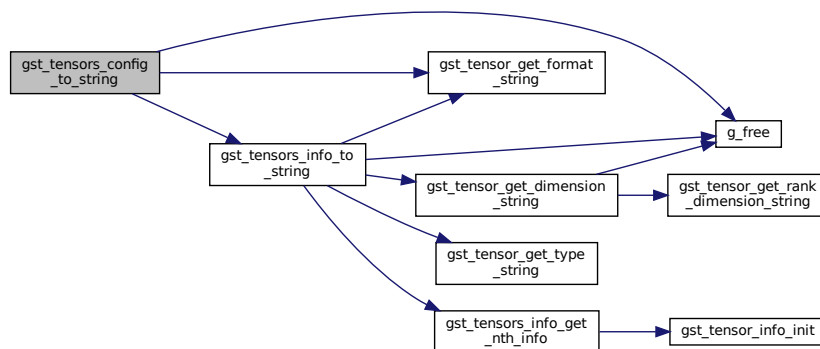 gst_tensors_config
_to_string
gst_tensor_get_format
_string
g_free
gst_tensors_info_to
_string
gst_tensor_get_dimension
_string
gst_tensor_get_rank
_dimension_string
gst_tensor_get_type
_string
gst_tensors_info_get
_nth_info
gst_tensor_info_init